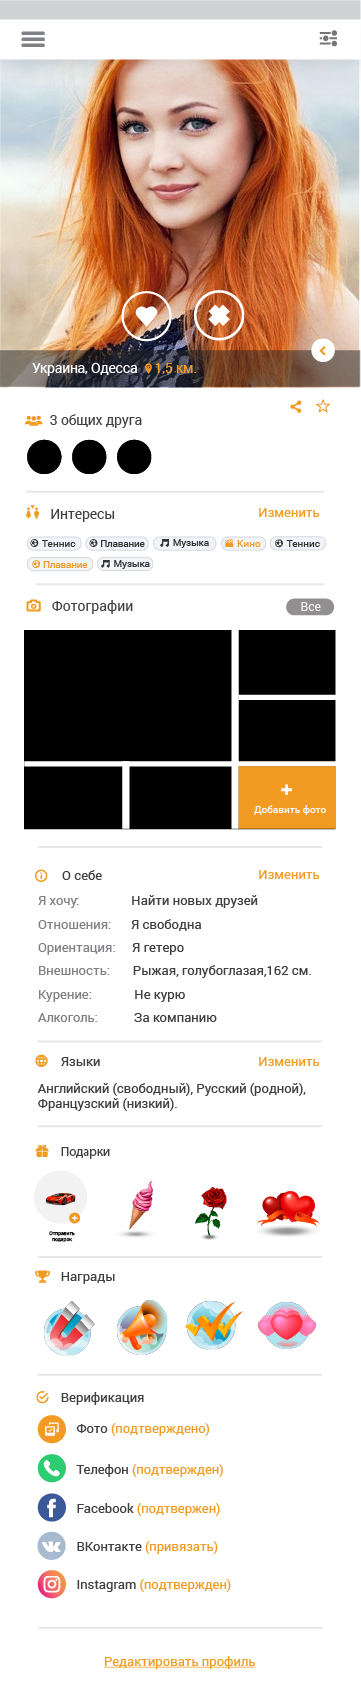 Украина, Одесса 1,5 км.
3 общих друга
Интересы Изменить
Теннис Плавание Музыка Кино Теннис
Плавание Музыка
Фотографии Все
Добавить фото
О себе Изменить
Я хочу: Найти новых друзей
Отношения: Я свободна
Ориентация: Я гетеро
Внешность: Рыжая, голубоглазая,162 см.
Курение: Не курю
Алкоголь: За компанию
Языки Изменить
Английский (свободный), Русский (родной),
Французский (низкий).
Подарки
Отправить
подарок
Награды
Верификация
Фото (подтверждено)
Телефон (подтвержден)
Facebook (подтвержен)
ВКонтакте (привязать)
Instagram (подтвержден)
Редактировать профиль